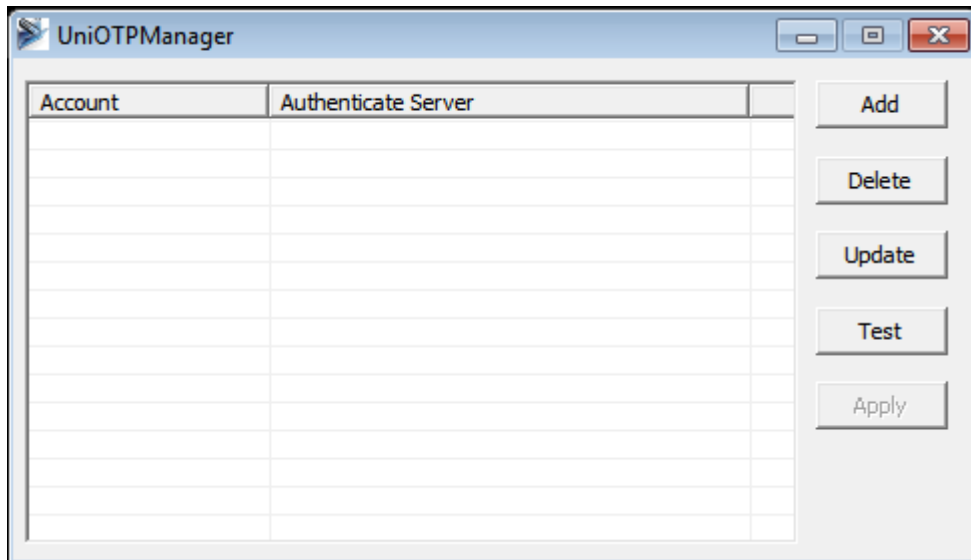 UniOTPManager
Account Authenticate Server
Add
Delete
Update
Test
Apply